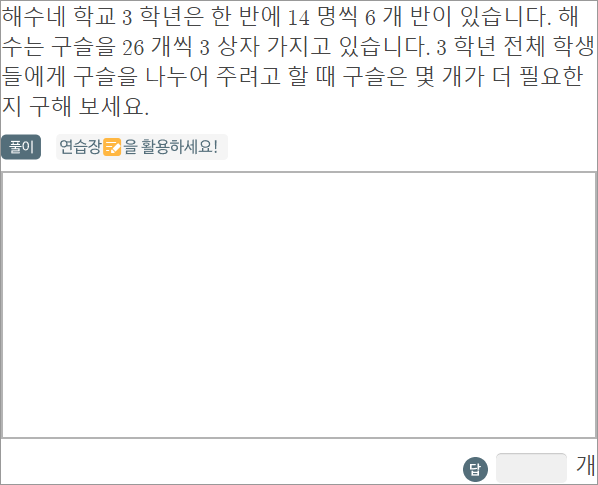 해수네 학교 3 학년은 한 반에 14 명씩 6 개 반이 있습니다. 해
수는 구슬을 26 개씩 3 상자 가지고 있습니다. 3 학년 전체 학생
들에게 구슬을 나누어 주려고 할 때 구슬은 몇 개가 더 필요한
지 구해 보세요.
풀이 연습장📝을 활용하세요!
답 개